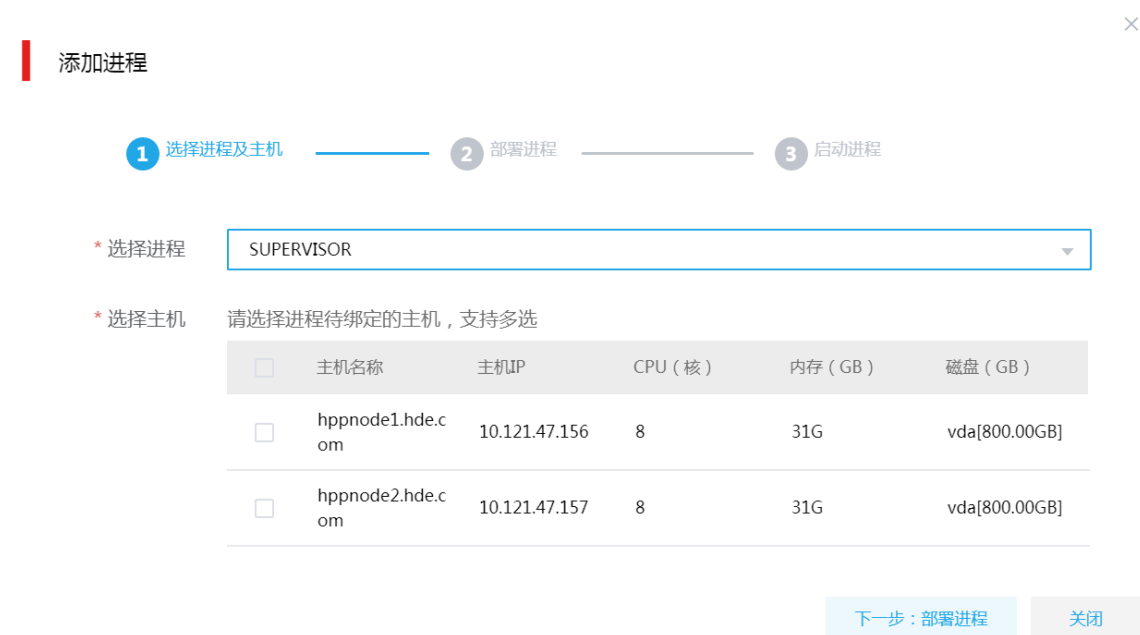 添加进程
1 选择进程及主机 2 部署进程 3 启动进程
* 选择进程 SUPERVISOR
* 选择主机 请选择进程待绑定的主机，支持多选
主机名称 主机IP CPU（核） 内存（GB） 磁盘（GB）
hppnode1.hde.c
om 10.121.47.156 8 31G vda[800.00GB]
hppnode2.hde.c
om 10.121.47.157 8 31G vda[800.00GB]
下一步：部署进程 关闭